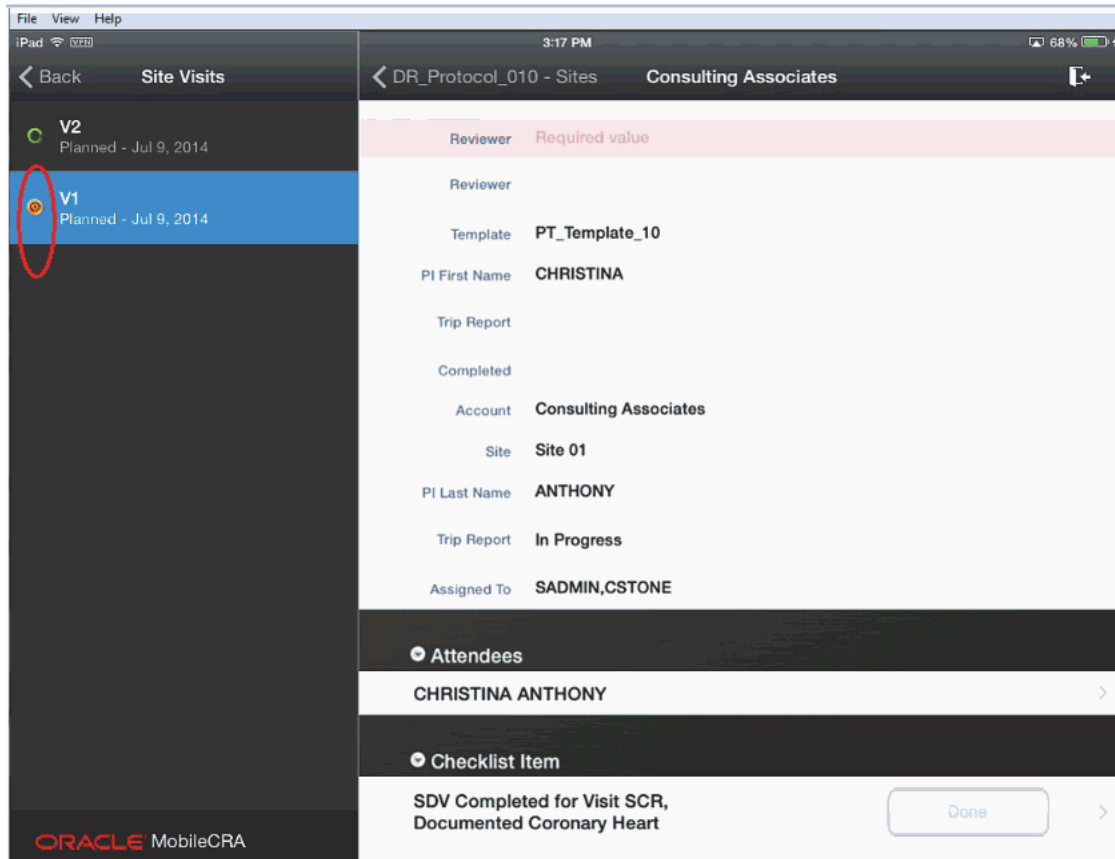 File View Help
iPad VPN 3:17 PM 68%
Back Site Visits
DR_Protocol_010 - Sites Consulting Associates
V2
Planned - Jul 9, 2014
V1
Planned - Jul 9, 2014
Reviewer Required value
Reviewer
Template PT_Template_10
PI First Name CHRISTINA
Trip Report
Completed
Account Consulting Associates
Site Site 01
PI Last Name ANTHONY
Trip Report In Progress
Assigned To SADMIN,CSTONE
Attendees
CHRISTINA ANTHONY
Checklist Item
SDV Completed for Visit SCR,
Documented Coronary Heart
Done
ORACLE MobileCRA